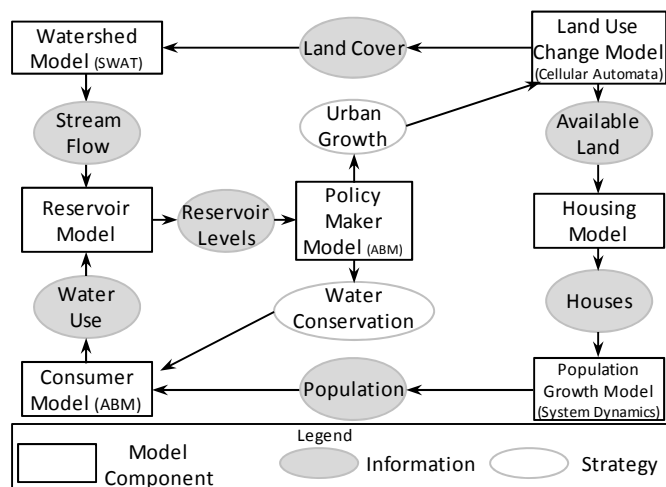 Watershed
Model (SWAT)
Land Cover
Land Use
Change Model
(Cellular Automata)
Stream
Flow
Urban
Growth
Available
Land
Reservoir
Model
Reservoir
Levels
Policy
Maker
Model (ABM)
Housing
Model
Water
Use
Water
Conservation
Houses
Consumer
Model (ABM)
Population
Population
Growth Model
(System Dynamics)
Legend
Model
Component
Information
Strategy